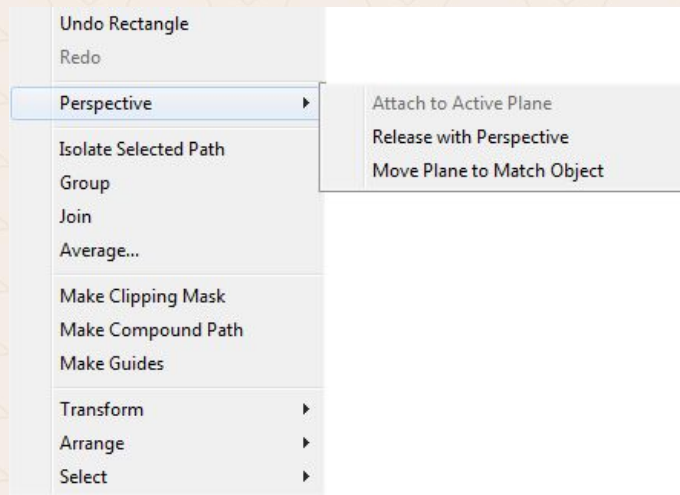 Undo Rectangle
Redo
Perspective
Attach to Active Plane
Release with Perspective
Move Plane to Match Object
Isolate Selected Path
Group
Join
Average...
Make Clipping Mask
Make Compound Path
Make Guides
Transform
Arrange
Select